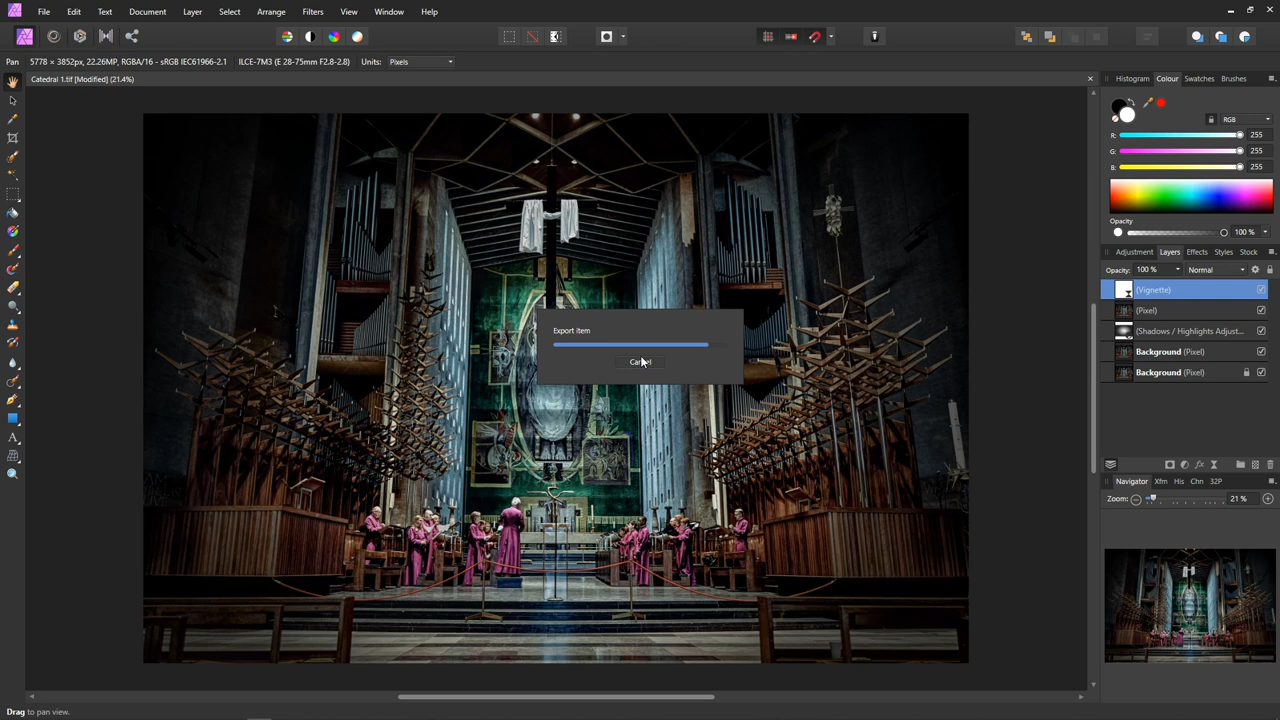 File Edit Text Document Layer Select Arrange Filters View Window Help
Pan 5778 × 3852px, 22.26MP, RGBA/16 - sRGB IEC61966-2.1 ILCE-7M3 (E 28-75mm F2.8-2.8) Units: Pixels
Catedral 1.tif [Modified] (21.4%)
Histogram Colour Swatches Brushes
RGB
R: 255
G: 255
B: 255
Opacity
100 %
Adjustment Layers Effects Styles Stock
Opacity: 100 % Normal
(Vignette)
(Pixel)
(Shadows / Highlights Adjust...
Background (Pixel)
Background (Pixel)
Export item
Cancel
Navigator Xfm His Chn 32P
Zoom: 21 %
Drag to pan view.